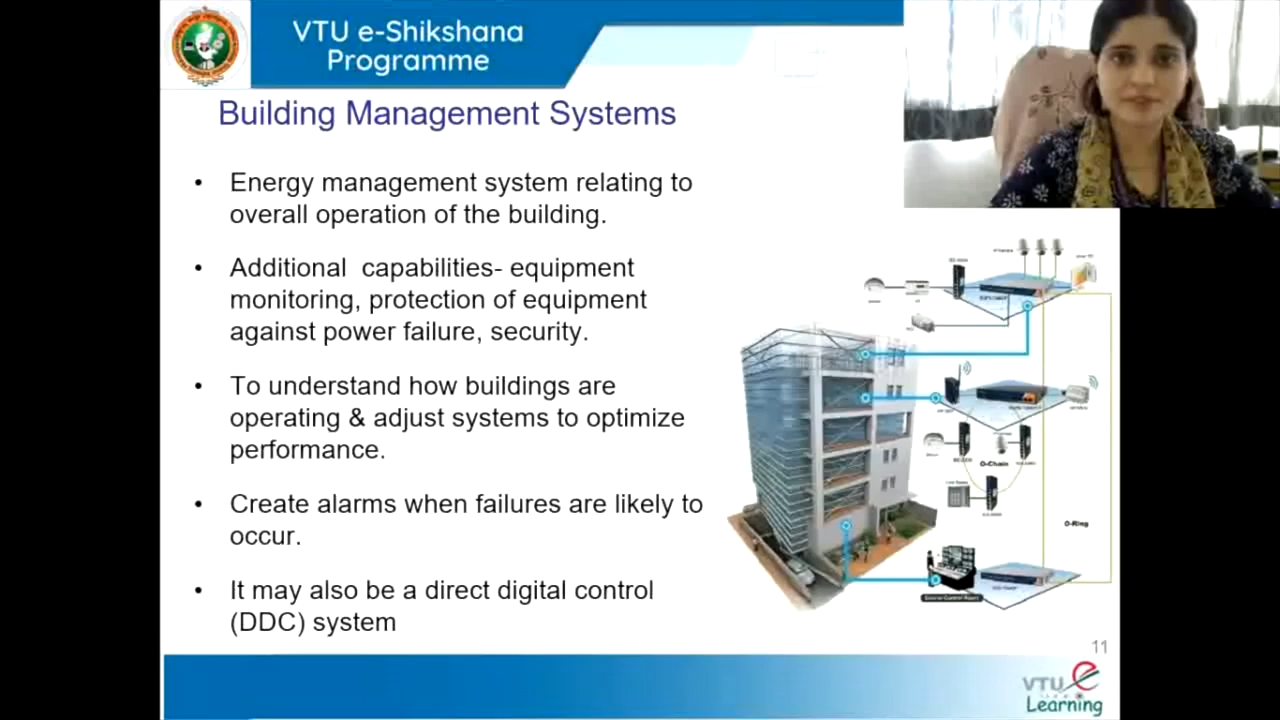 VTU e-Shikshana
Programme
Building Management Systems
• Energy management system relating to
overall operation of the building.
• Additional capabilities- equipment
monitoring, protection of equipment
against power failure, security.
• To understand how buildings are
operating & adjust systems to optimize
performance.
• Create alarms when failures are likely to
occur.
• It may also be a direct digital control
(DDC) system
O-Chain
O-Ring
11
VTU e
Learning